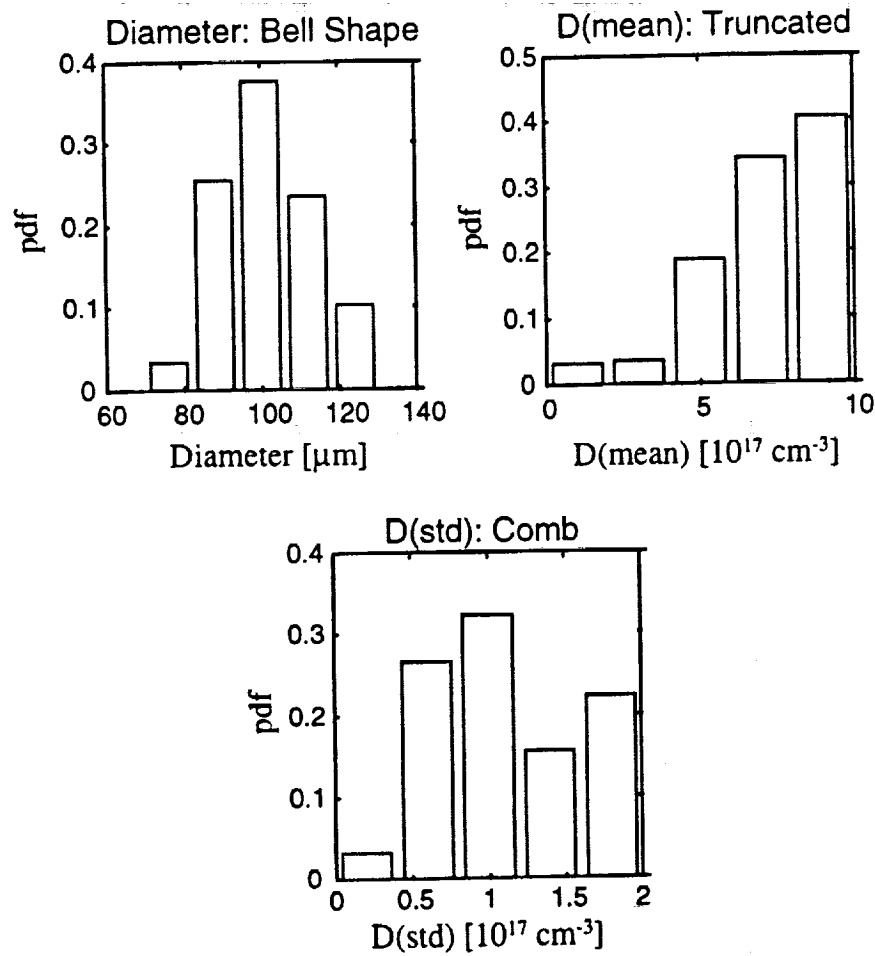 Diameter: Bell Shape
0.4
0.3
0.2
0.1
0
pdf
60 80 100 120 140
Diameter [μm]
D(mean): Truncated
0.5
0.4
0.3
0.2
0.1
0
pdf
0 5 10
D(mean) [10¹⁷ cm⁻³]
D(std): Comb
0.4
0.3
0.2
0.1
0
pdf
0 0.5 1 1.5 2
D(std) [10¹⁷ cm⁻³]